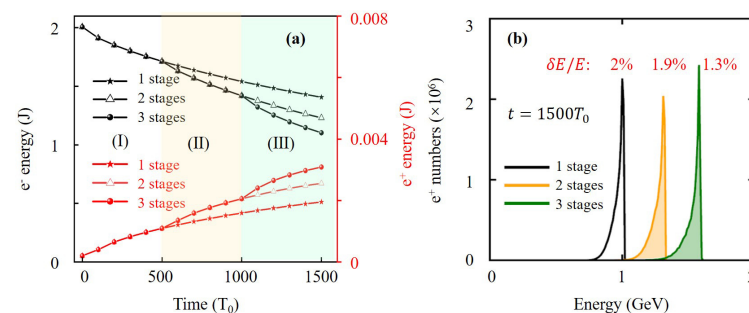 (a)
2
1
0
e⁻ energy (J)
1 stage
2 stages
3 stages
(I)
(II)
(III)
1 stage
2 stages
3 stages
0.008
0.004
0
e⁺ energy (J)
0
500
1000
1500
Time (T₀)
(b)
δE/E: 2% 1.9% 1.3%
t = 1500T₀
3
2
1
0
e⁺ numbers (×10⁶)
1 stage
2 stages
3 stages
0
1
Energy (GeV)